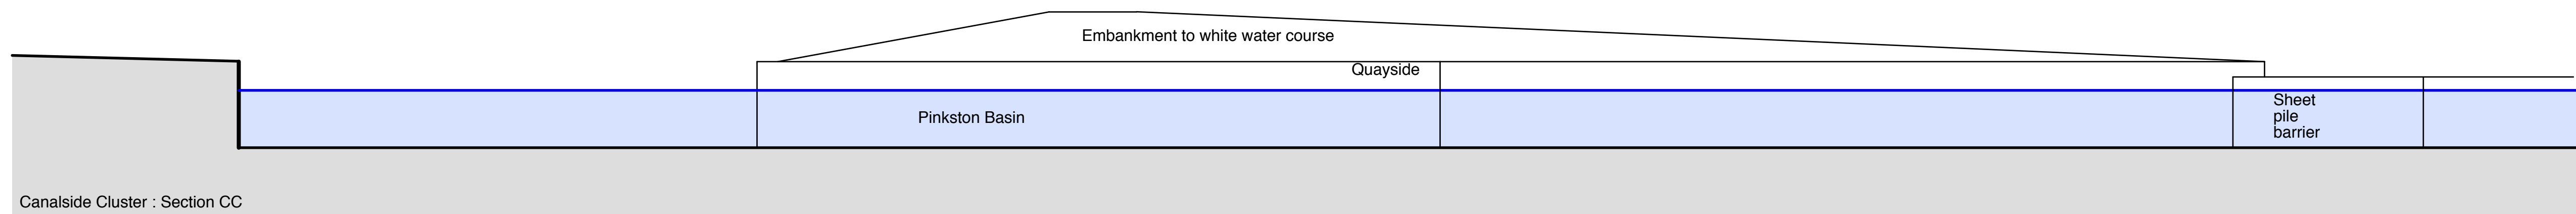 Embankment to white water course
Quayside
Pinkston Basin
Sheet
pile
barrier
Canalside Cluster : Section CC